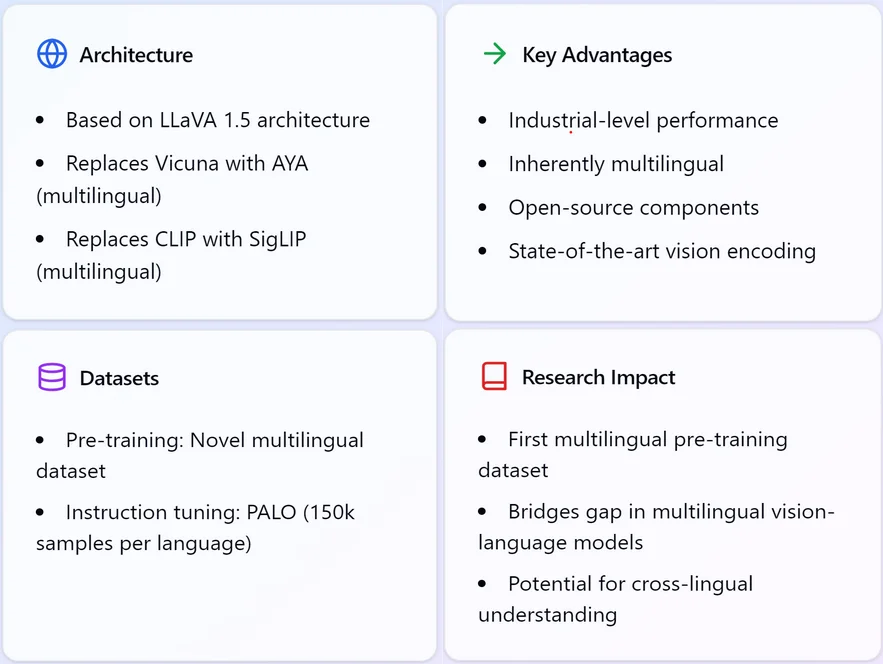 Architecture
• Based on LLaVA 1.5 architecture
• Replaces Vicuna with AYA
(multilingual)
• Replaces CLIP with SigLIP
(multilingual)
Key Advantages
• Industrial-level performance
• Inherently multilingual
• Open-source components
• State-of-the-art vision encoding
Datasets
• Pre-training: Novel multilingual
dataset
• Instruction tuning: PALO (150k
samples per language)
Research Impact
• First multilingual pre-training
dataset
• Bridges gap in multilingual vision-
language models
• Potential for cross-lingual
understanding